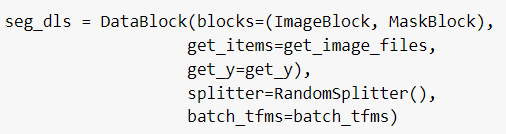 seg_dls = DataBlock(blocks=(ImageBlock, MaskBlock),
get_items=get_image_files,
get_y=get_y),
splitter=RandomSplitter(),
batch_tfms=batch_tfms)